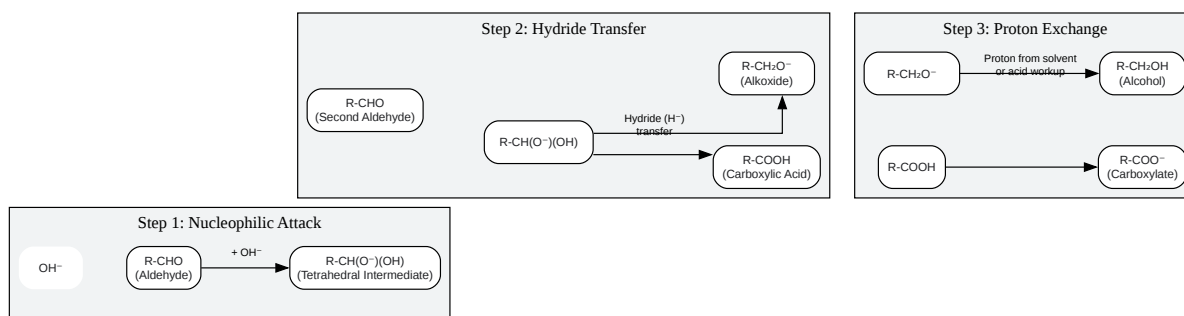 Step 2: Hydride Transfer
R-CHO
(Second Aldehyde)
R-CH(O⁻)(OH)
Hydride (H⁻)
transfer
R-CH₂O⁻
(Alkoxide)
R-COOH
(Carboxylic Acid)
Step 3: Proton Exchange
R-CH₂O⁻
Proton from solvent
or acid workup
R-CH₂OH
(Alcohol)
R-COOH
R-COO⁻
(Carboxylate)
Step 1: Nucleophilic Attack
OH⁻
R-CHO
(Aldehyde)
+ OH⁻
R-CH(O⁻)(OH)
(Tetrahedral Intermediate)